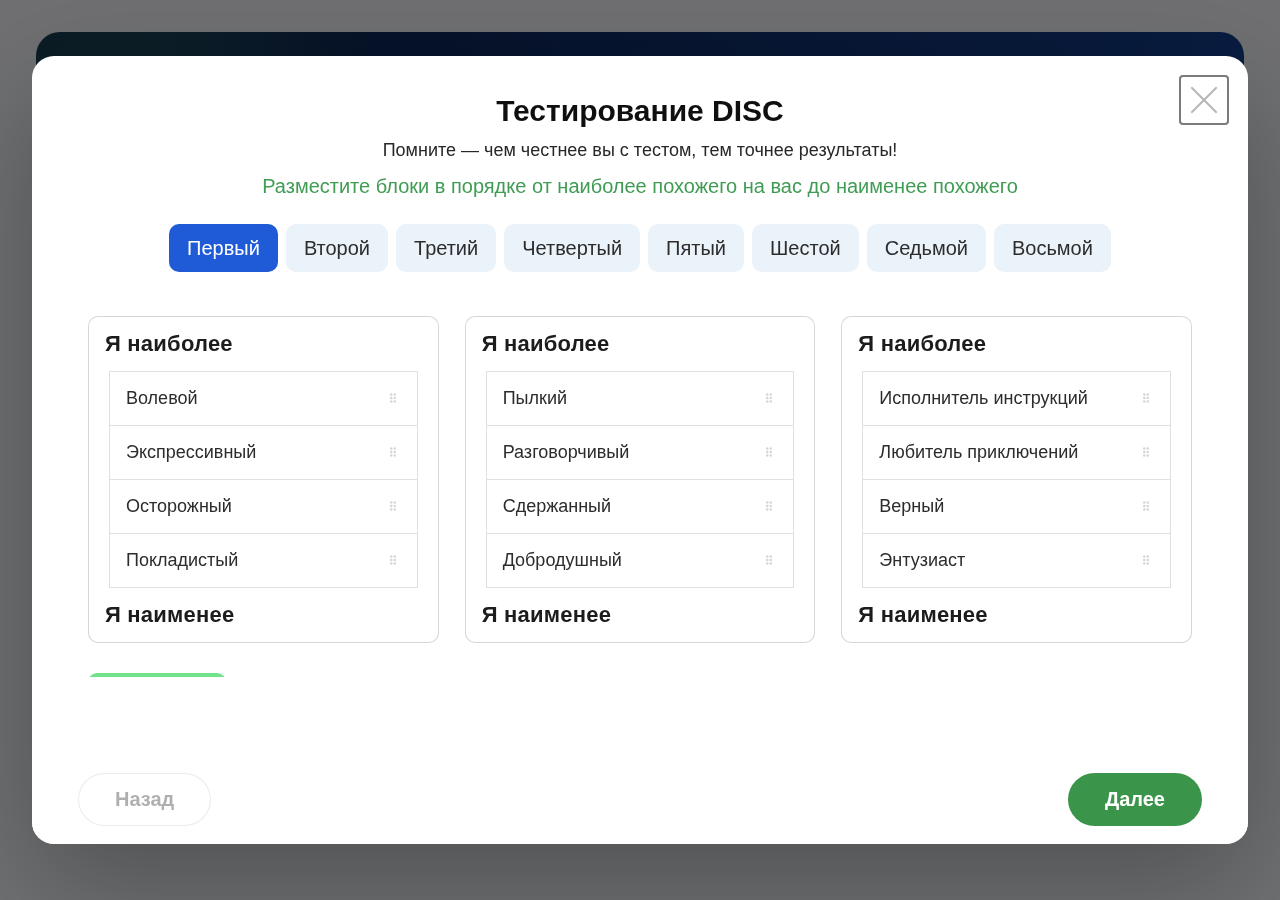 Тестирование DISC
Помните — чем честнее вы с тестом, тем точнее результаты!
Разместите блоки в порядке от наиболее похожего на вас до наименее похожего
Первый
Второй
Третий
Четвертый
Пятый
Шестой
Седьмой
Восьмой
Я наиболее
Волевой
Экспрессивный
Осторожный
Покладистый
Я наименее
Я наиболее
Пылкий
Разговорчивый
Сдержанный
Добродушный
Я наименее
Я наиболее
Исполнитель инструкций
Любитель приключений
Верный
Энтузиаст
Я наименее
Назад
Далее